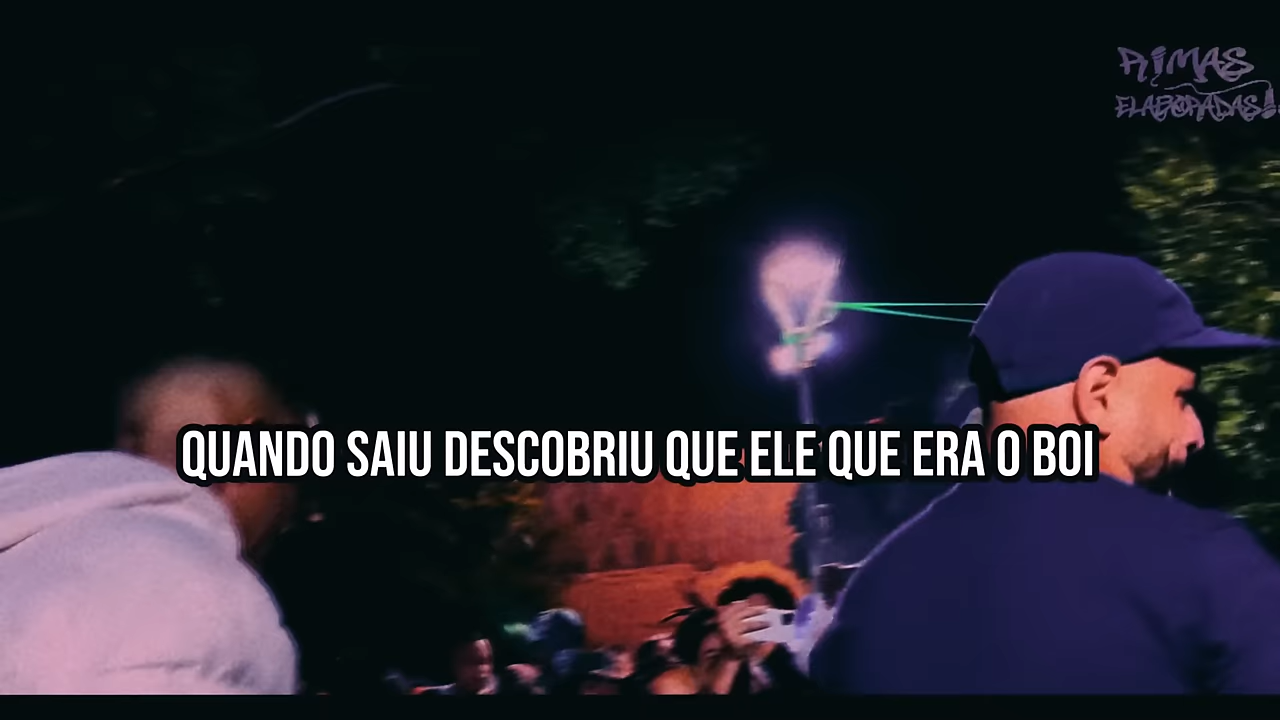 RIMAS
ELABORADAS!
QUANDO SAIU DESCOBRIU QUE ELE QUE ERA O BOI